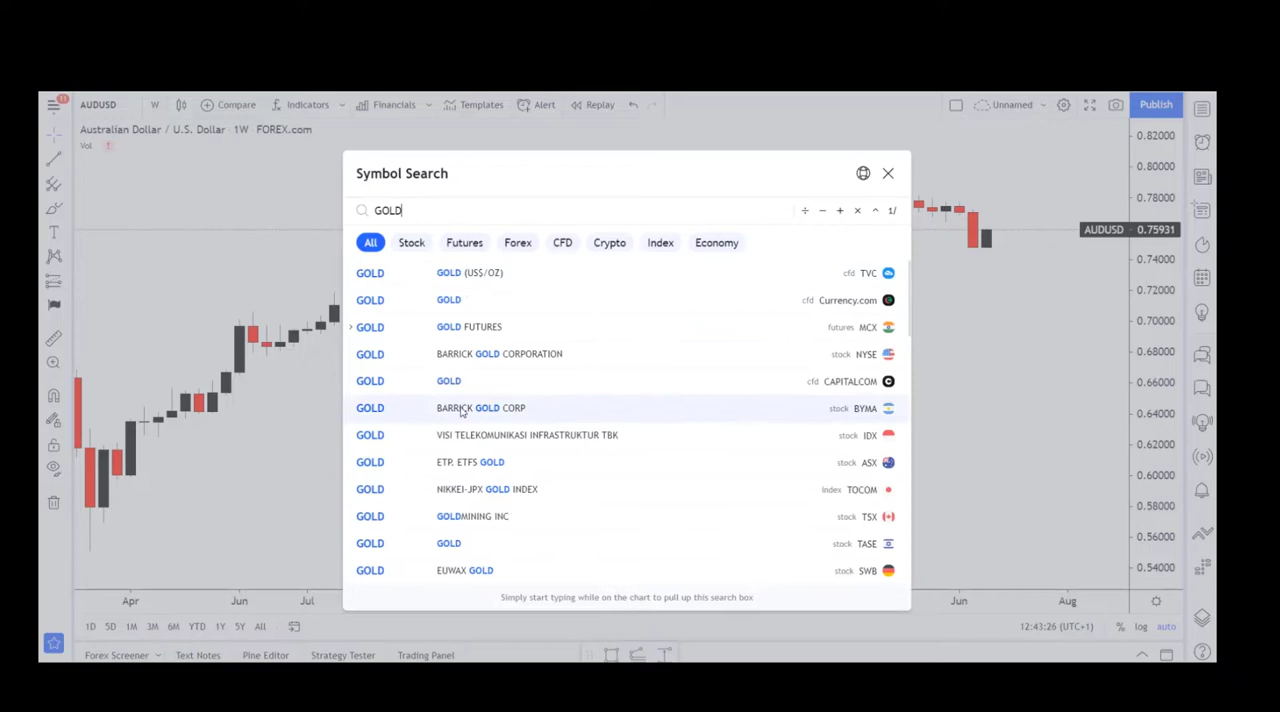 11
AUDUSD W Compare Indicators Financials Templates Alert Replay Unnamed Publish
Australian Dollar / U.S. Dollar · 1W · FOREX.com
Vol !
Symbol Search
GOLD 1/
All Stock Futures Forex CFD Crypto Index Economy
GOLD GOLD (US$/OZ) cfd TVC
GOLD GOLD cfd Currency.com
GOLD GOLD FUTURES futures MCX
GOLD BARRICK GOLD CORPORATION stock NYSE
GOLD GOLD cfd CAPITALCOM
GOLD BARRICK GOLD CORP stock BYMA
GOLD VISI TELEKOMUNIKASI INFRASTRUKTUR TBK stock IDX
GOLD ETP. ETFS GOLD stock ASX
GOLD NIKKEI-JPX GOLD INDEX index TOCOM
GOLD GOLDMINING INC stock TSX
GOLD GOLD stock TASE
GOLD EUWAX GOLD stock SWB
Simply start typing while on the chart to pull up this search box
0.82000
0.80000
0.78000
AUDUSD 0.75931
0.74000
0.72000
0.70000
0.68000
0.66000
0.64000
0.62000
0.60000
0.58000
0.56000
0.54000
Apr Jun Jul Jun Aug
1D 5D 1M 3M 6M YTD 1Y 5Y All 12:43:26 (UTC+1) % log auto
Forex Screener Text Notes Pine Editor Strategy Tester Trading Panel